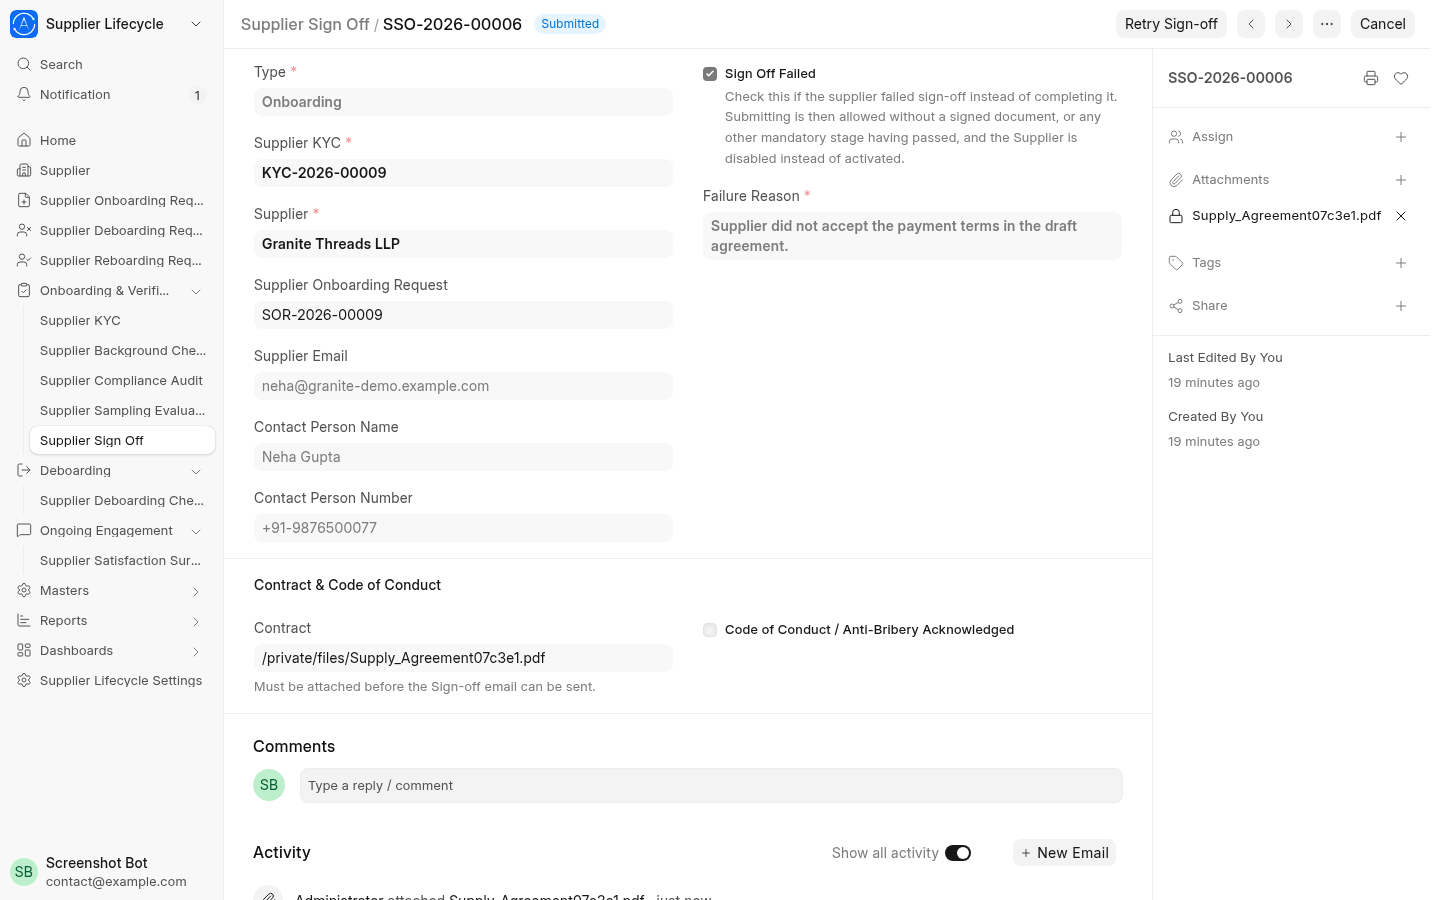 Supplier Lifecycle
Search
Notification
1
Home
Supplier
Supplier Onboarding Req...
Supplier Deboarding Req...
Supplier Reboarding Req...
Onboarding & Verifi...
Supplier KYC
Supplier Background Che...
Supplier Compliance Audit
Supplier Sampling Evalua...
Supplier Sign Off
Deboarding
Supplier Deboarding Che...
Ongoing Engagement
Supplier Satisfaction Sur...
Masters
Reports
Dashboards
Supplier Lifecycle Settings
SB
Screenshot Bot
contact@example.com
Supplier Sign Off / SSO-2026-00006 Submitted
Retry Sign-off
Cancel
Type *
Onboarding
Supplier KYC *
KYC-2026-00009
Supplier *
Granite Threads LLP
Supplier Onboarding Request
SOR-2026-00009
Supplier Email
neha@granite-demo.example.com
Contact Person Name
Neha Gupta
Contact Person Number
+91-9876500077
Sign Off Failed
Check this if the supplier failed sign-off instead of completing it.
Submitting is then allowed without a signed document, or any
other mandatory stage having passed, and the Supplier is
disabled instead of activated.
Failure Reason *
Supplier did not accept the payment terms in the draft
agreement.
Contract & Code of Conduct
Contract
/private/files/Supply_Agreement07c3e1.pdf
Must be attached before the Sign-off email can be sent.
Code of Conduct / Anti-Bribery Acknowledged
Comments
SB
Type a reply / comment
Activity
Show all activity
+ New Email
Administrator attached Supply_Agreement07c3e1.pdf · just now
SSO-2026-00006
Assign
Attachments
Supply_Agreement07c3e1.pdf
Tags
Share
Last Edited By You
19 minutes ago
Created By You
19 minutes ago